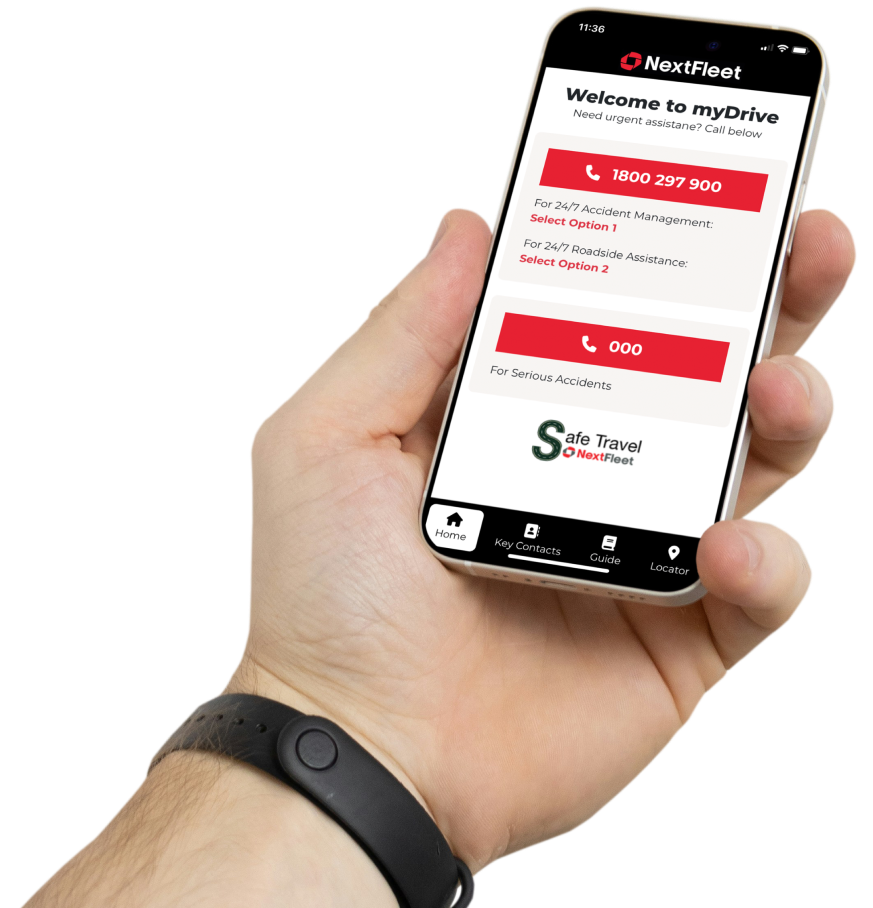 11:36
NextFleet
Welcome to myDrive
Need urgent assistane? Call below
1800 297 900
For 24/7 Accident Management:
Select Option 1
For 24/7 Roadside Assistance:
Select Option 2
000
For Serious Accidents
Safe Travel
NextFleet
Home
Key Contacts
Guide
Locator